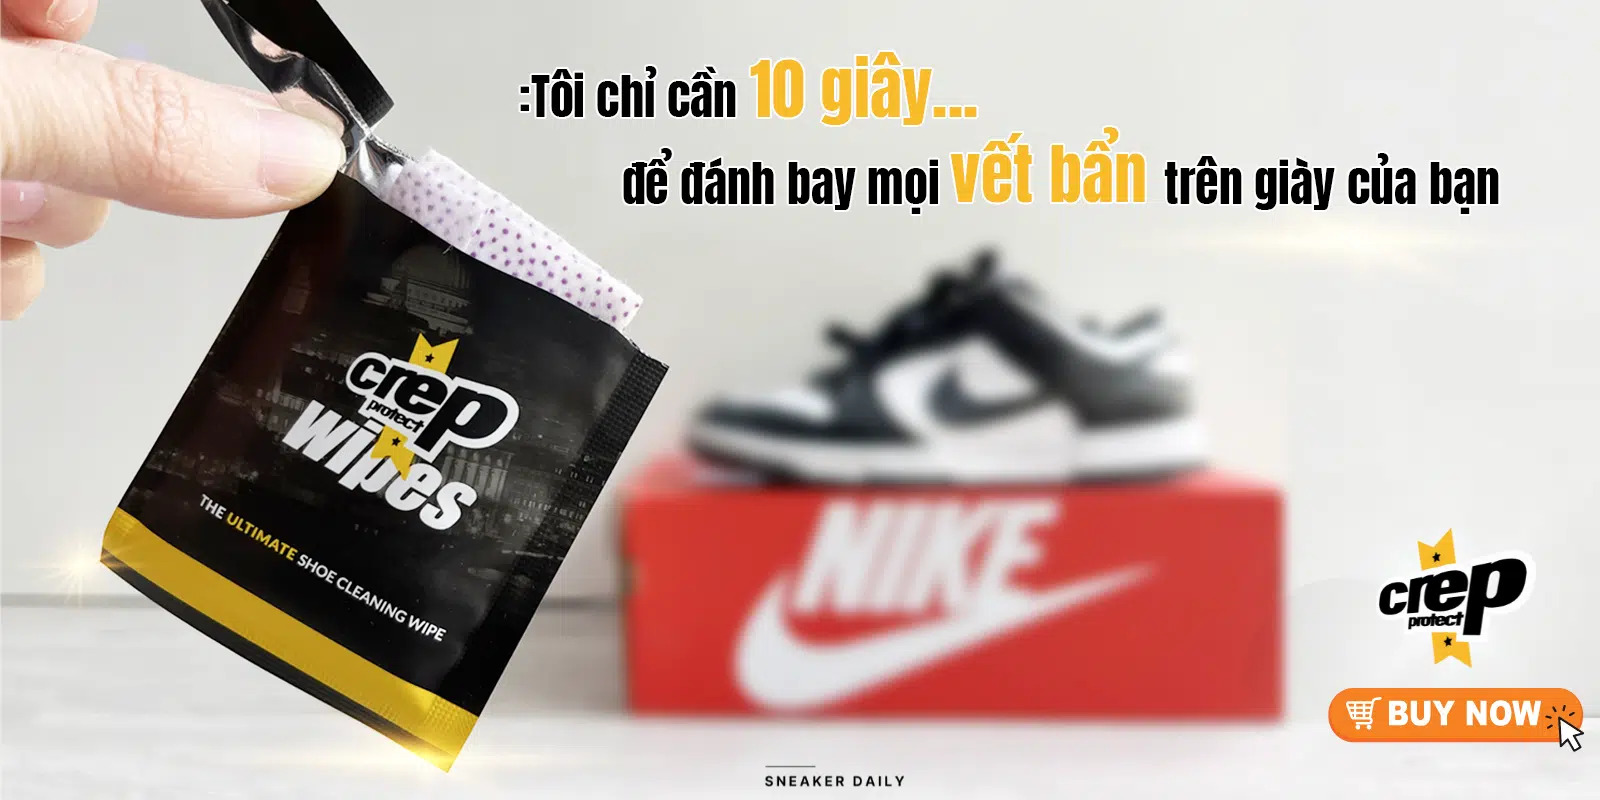 :Tôi chỉ cần 10 giây...
để đánh bay mọi vết bẩn trên giày của bạn
crep
protect
wipes
THE ULTIMATE SHOE CLEANING WIPE
NIKE
crep
protect
BUY NOW
SNEAKER DAILY